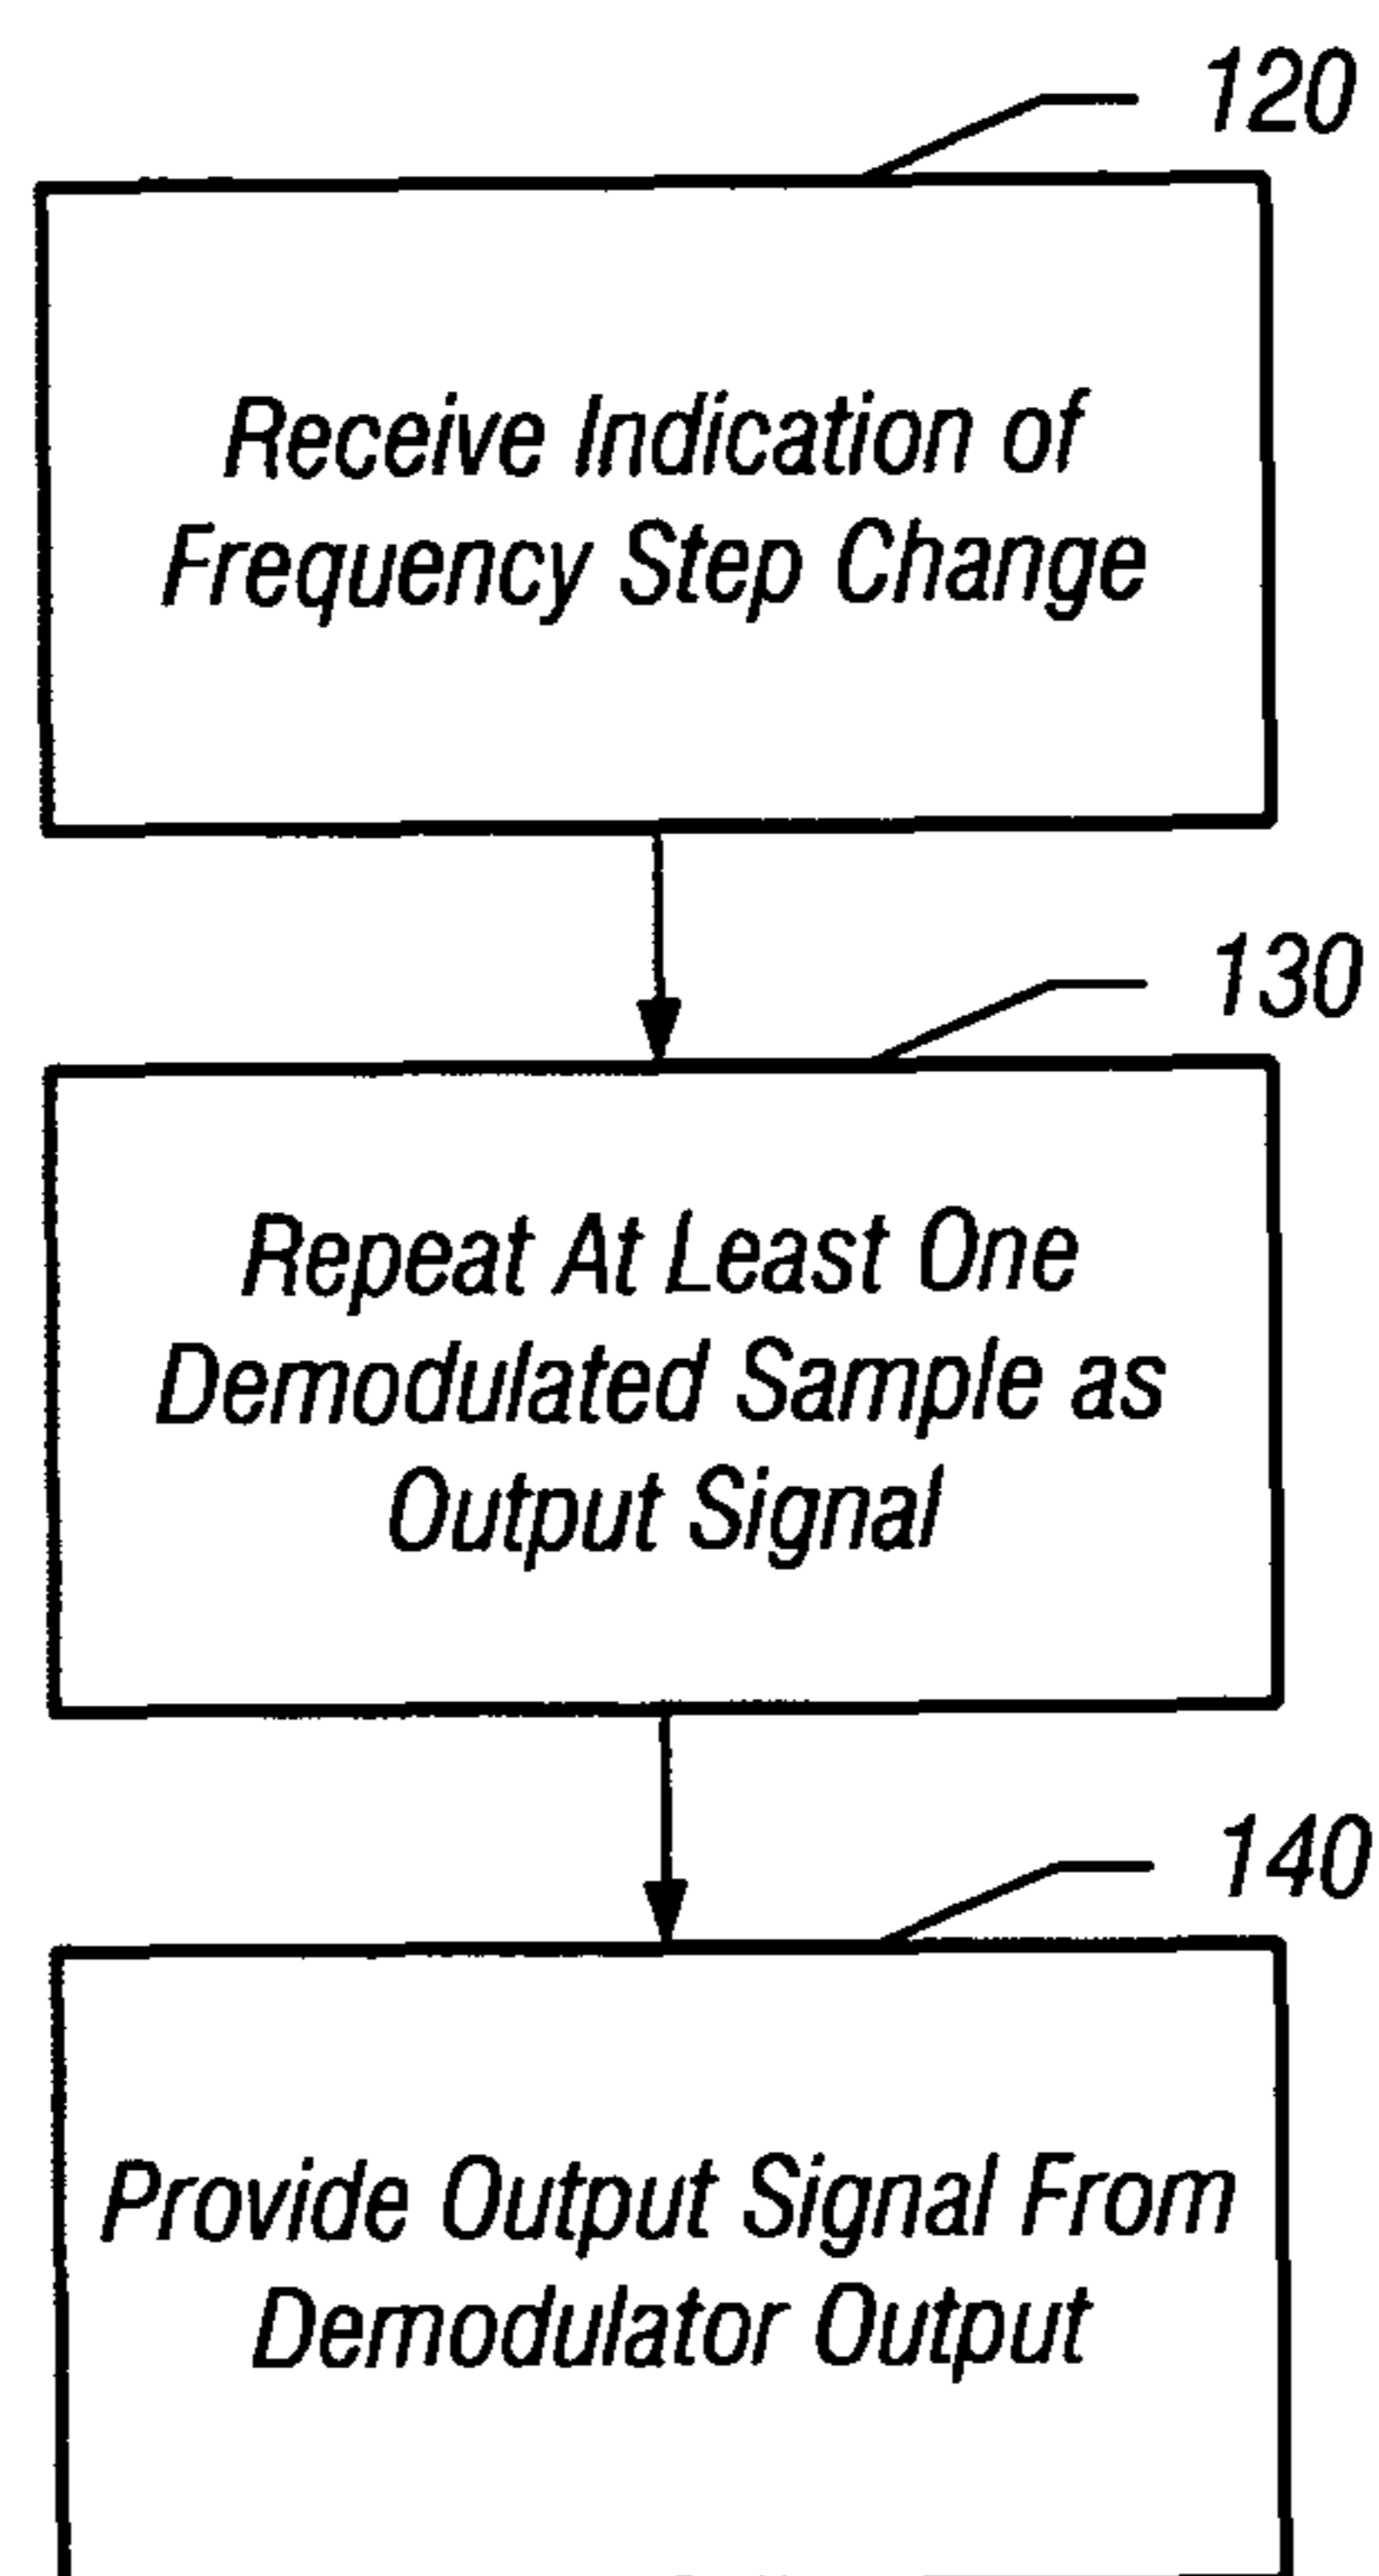 120
Receive Indication of
Frequency Step Change
130
Repeat At Least One
Demodulated Sample as
Output Signal
140
Provide Output Signal From
Demodulator Output